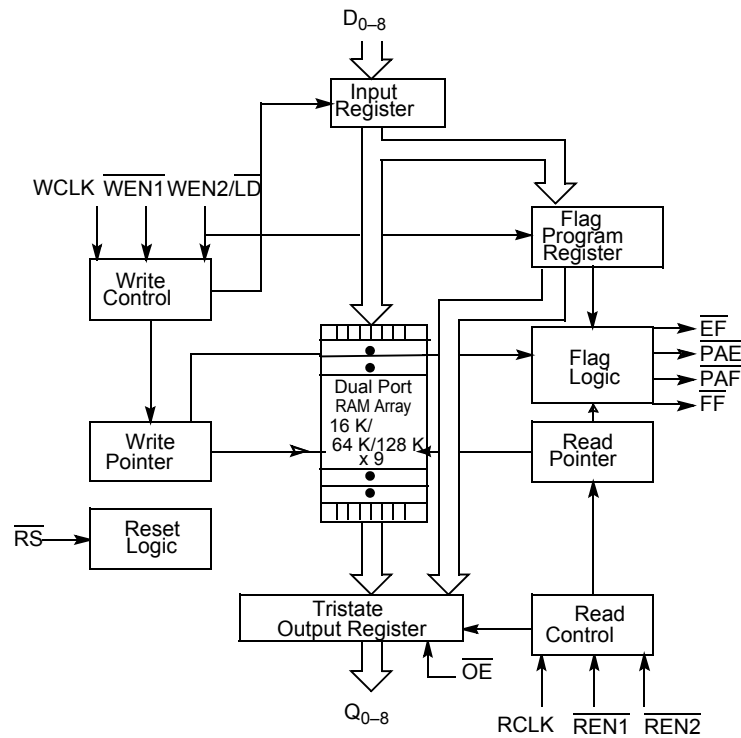 D0–8
Input
Register
WCLK WEN1 WEN2/LD
Flag
Program
Register
Write
Control
EF
PAE
PAF
FF
Flag
Logic
Dual Port
RAM Array
16 K/
64 K/128 K
x 9
Write
Pointer
Read
Pointer
RS
Reset
Logic
Tristate
Output Register
Read
Control
OE
Q0–8
RCLK REN1 REN2